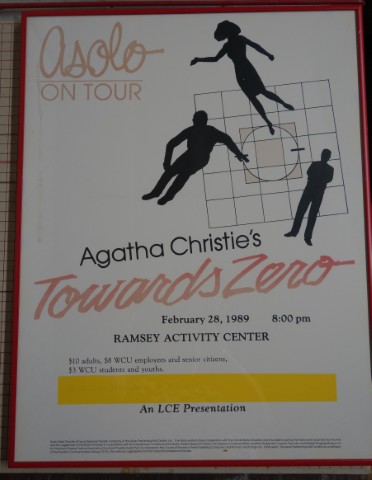 asolo
ON TOUR
Agatha Christie's
Towards Zero
February 28, 1989 8:00 pm
RAMSEY ACTIVITY CENTER
$10 adults, $8 WCU employees and senior citizens,
$3 WCU students and youths.
An LCE Presentation